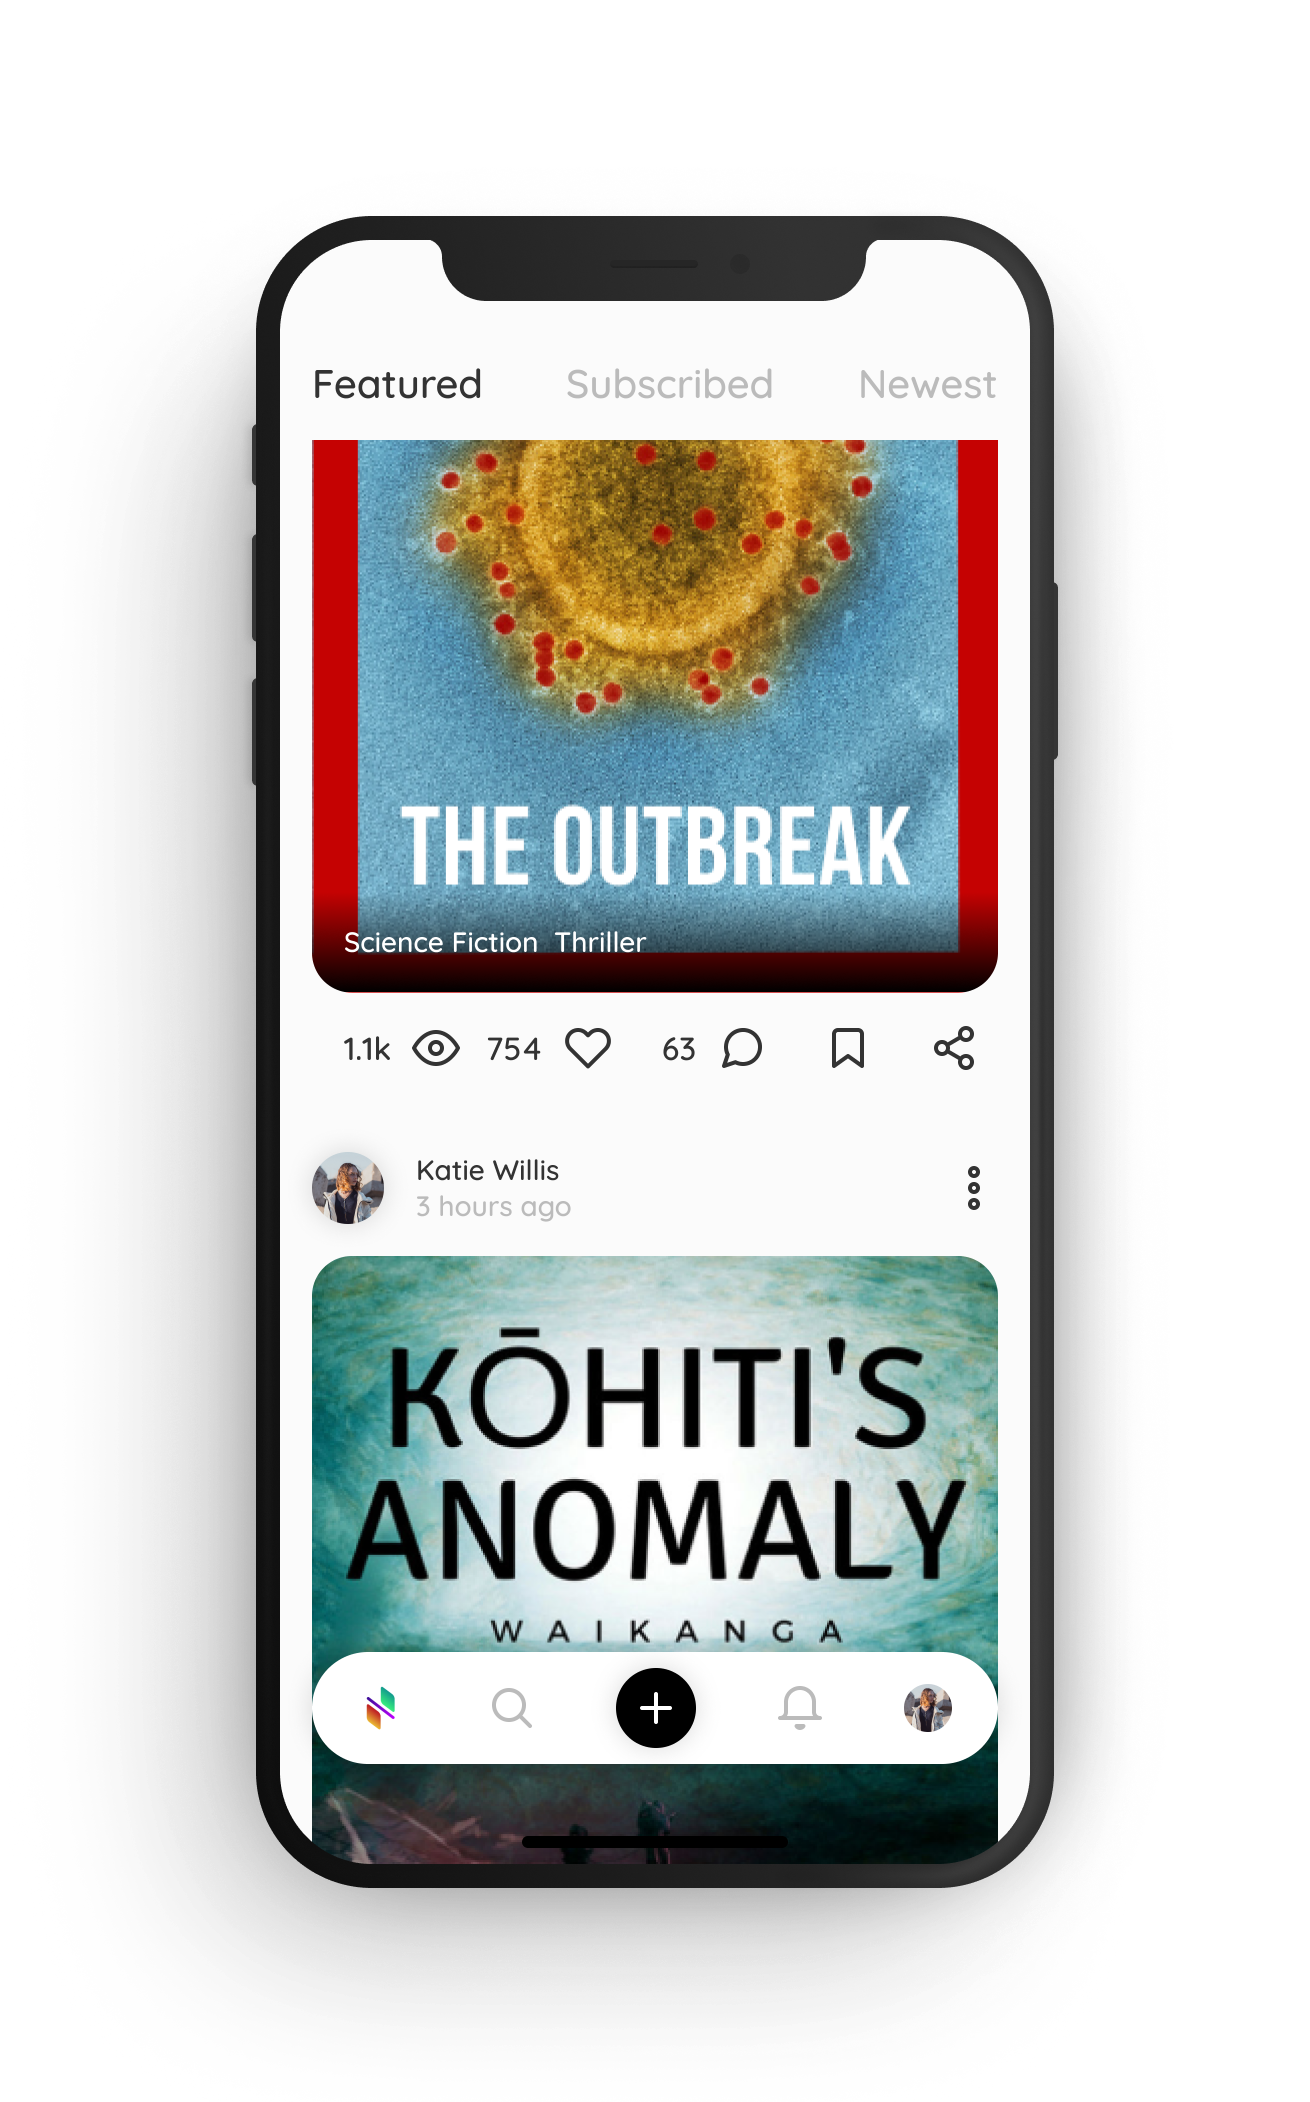 Featured Subscribed Newest
THE OUTBREAK
Science Fiction Thriller
1.1k 754 63
Katie Willis
3 hours ago
KŌHITI'S
ANOMALY
WAIKANGA